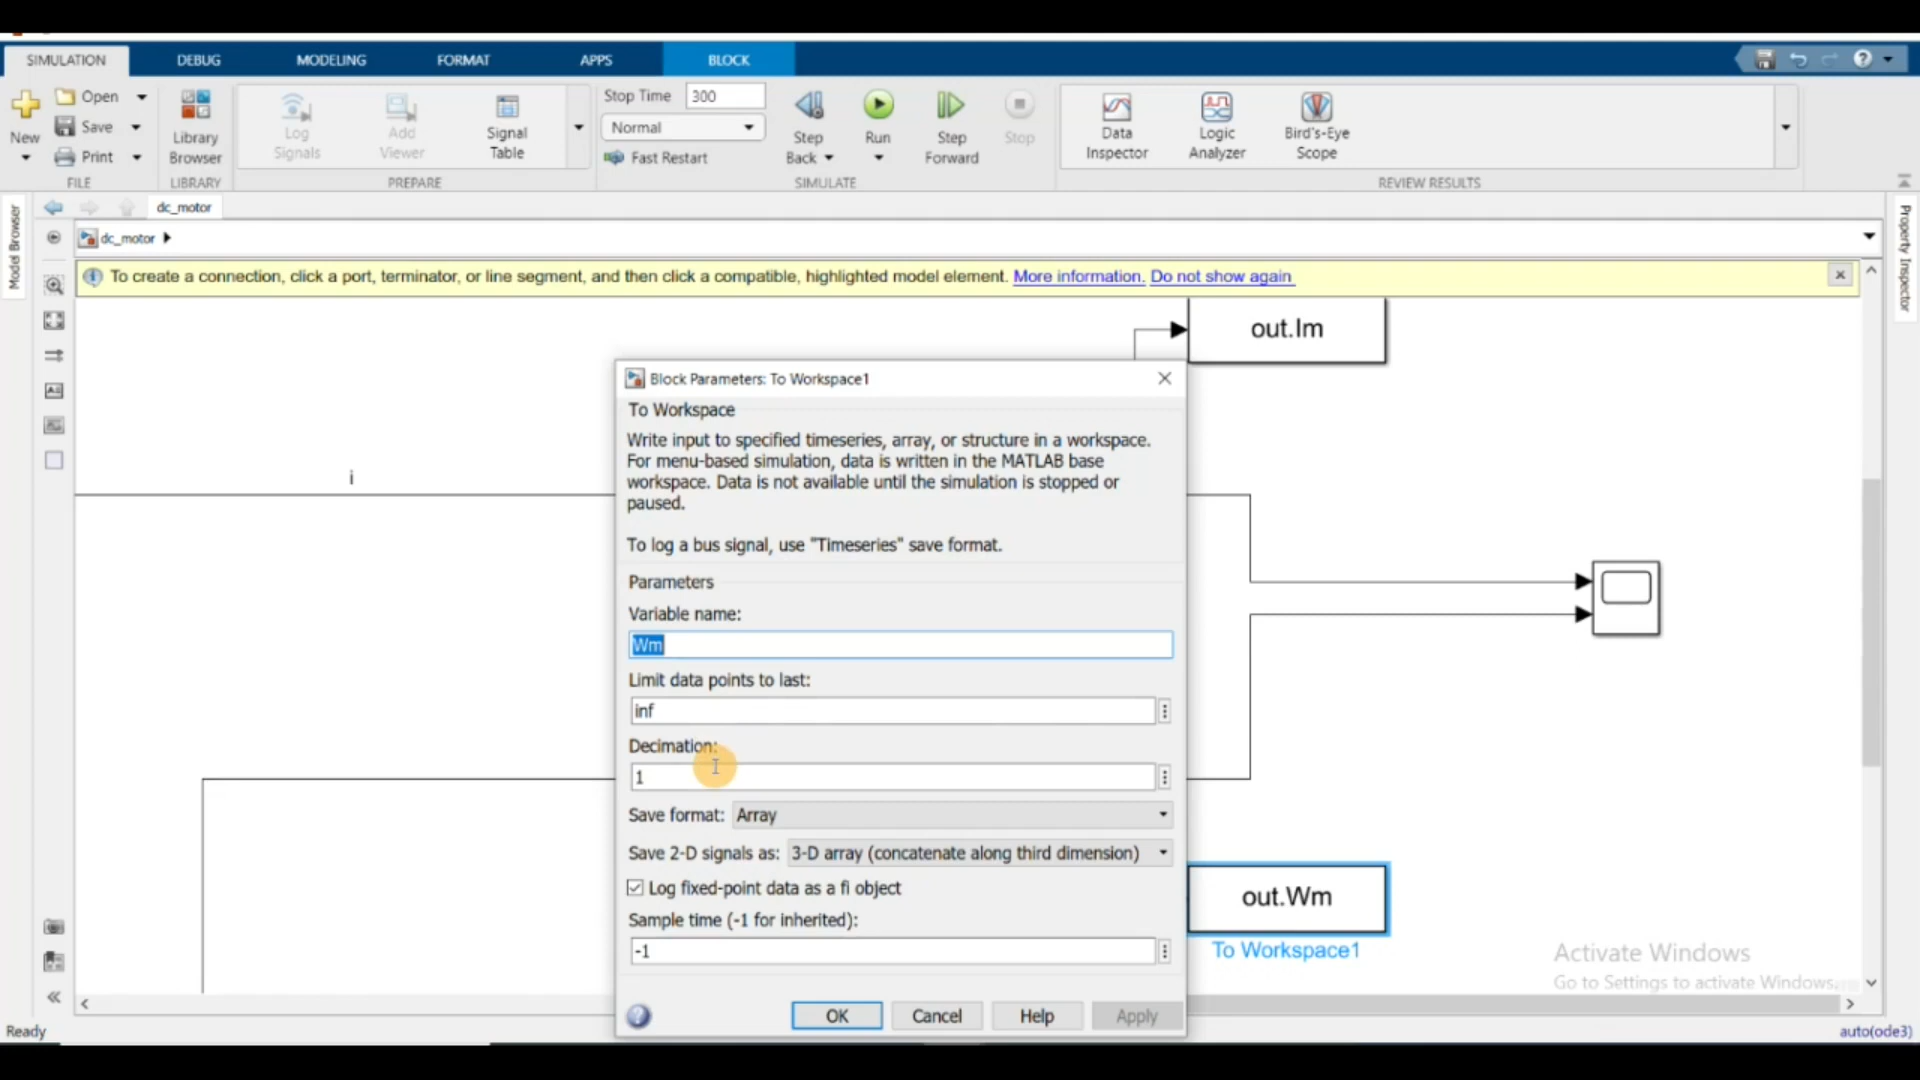 SIMULATION DEBUG MODELING FORMAT APPS BLOCK
New Open Save Print
FILE
Library Browser
LIBRARY
Log Signals
Add Viewer
Signal Table
PREPARE
Stop Time 300
Normal
Fast Restart
Step Back
Run
Step Forward
Stop
SIMULATE
Data Inspector
Logic Analyzer
Bird's-Eye Scope
REVIEW RESULTS
Model Browser
dc_motor
Property Inspector
dc_motor
To create a connection, click a port, terminator, or line segment, and then click a compatible, highlighted model element. More information. Do not show again.
out.Im
i
Block Parameters: To Workspace1
To Workspace
Write input to specified timeseries, array, or structure in a workspace.
For menu-based simulation, data is written in the MATLAB base
workspace. Data is not available until the simulation is stopped or
paused.
To log a bus signal, use "Timeseries" save format.
Parameters
Variable name:
Wm
Limit data points to last:
inf
Decimation:
1
Save format: Array
Save 2-D signals as: 3-D array (concatenate along third dimension)
Log fixed-point data as a fi object
Sample time (-1 for inherited):
-1
OK Cancel Help Apply
out.Wm
To Workspace1
Activate Windows
Go to Settings to activate Windows.
Ready
auto(ode3)